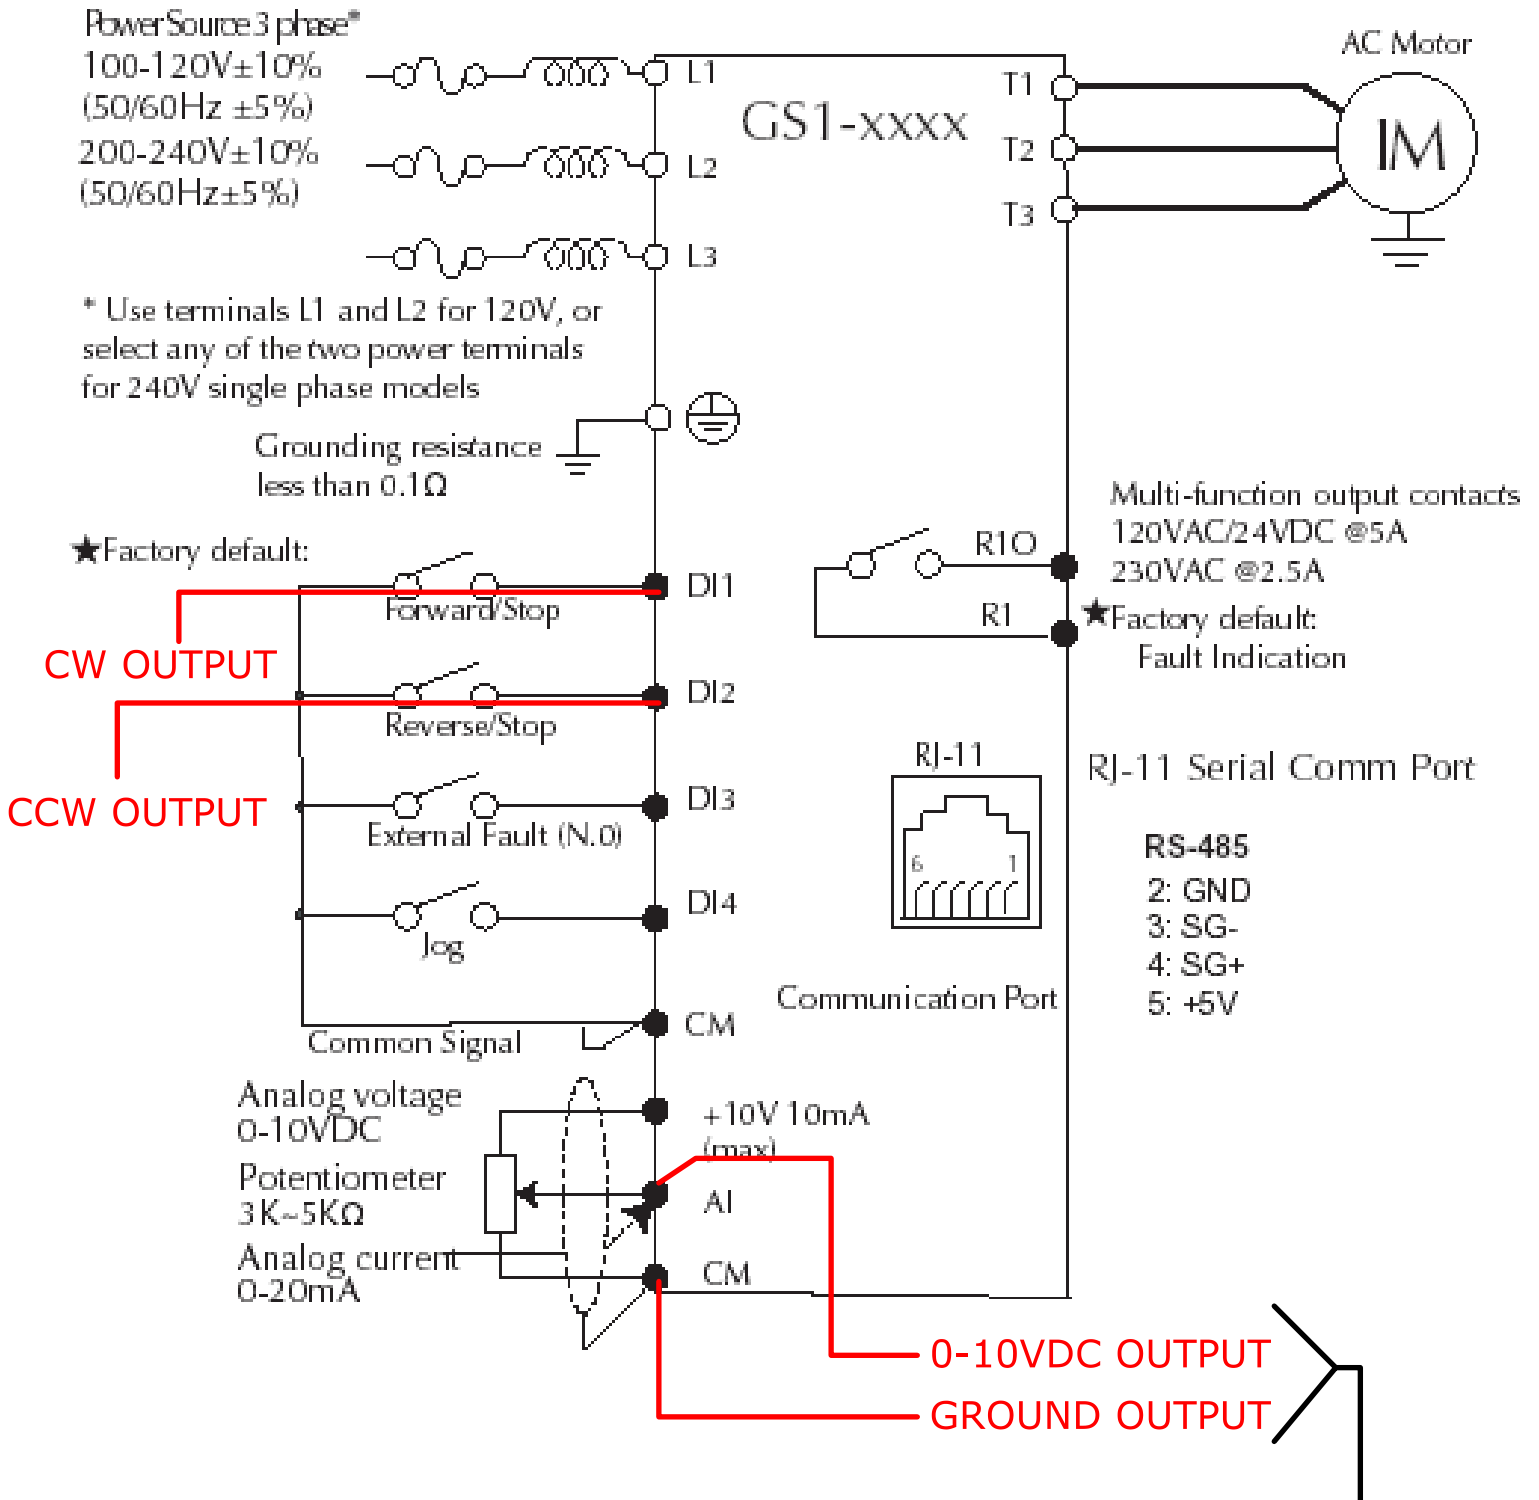 Power Source 3 phase*
100-120V±10%
(50/60Hz ±5%)
200-240V±10%
(50/60Hz±5%)
L1
L2
L3
GS1-xxxx
T1
T2
T3
AC Motor
IM
* Use terminals L1 and L2 for 120V, or
select any of the two power terminals
for 240V single phase models
Grounding resistance
less than 0.1Ω
★Factory default:
DI1
Forward/Stop
CW OUTPUT
DI2
Reverse/Stop
CCW OUTPUT
DI3
External Fault (N.O)
DI4
Jog
CM
Common Signal
R1O
R1
Multi-function output contacts
120VAC/24VDC @5A
230VAC @2.5A
★Factory default:
Fault Indication
RJ-11
6 1
Communication Port
RJ-11 Serial Comm Port
RS-485
2: GND
3: SG-
4: SG+
5: +5V
Analog voltage
0-10VDC
Potentiometer
3K~5KΩ
Analog current
0-20mA
+10V 10mA
(max)
AI
CM
0-10VDC OUTPUT
GROUND OUTPUT